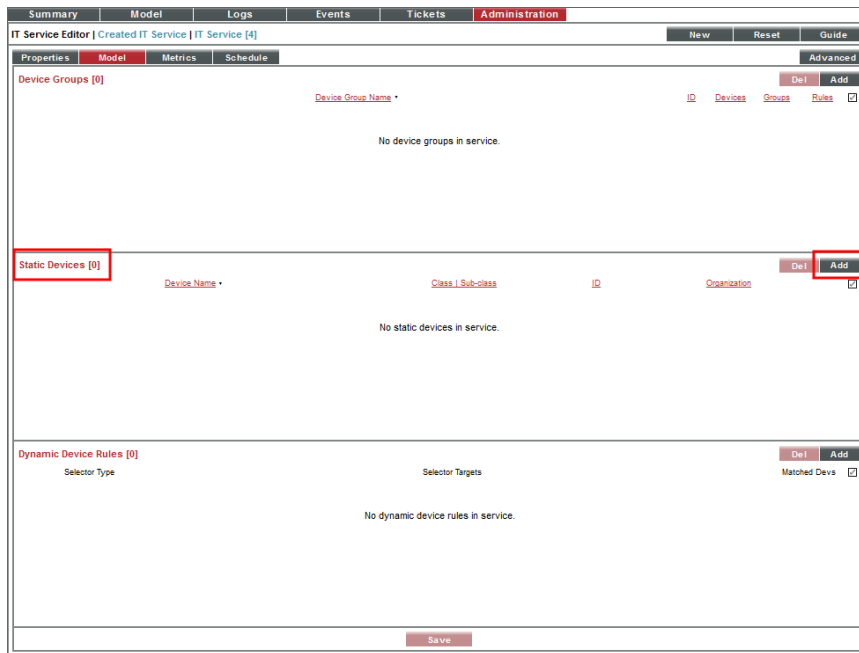 Summary Model Logs Events Tickets Administration
IT Service Editor | Created IT Service | IT Service [4] New Reset Guide
Properties Model Metrics Schedule Advanced
Device Groups [0] Del Add
Device Group Name ID Devices Groups Rules
No device groups in service.
Static Devices [0] Del Add
Device Name Class | Sub-class ID Organization
No static devices in service.
Dynamic Device Rules [0] Del Add
Selector Type Selector Targets Matched Devs
No dynamic device rules in service.
Save